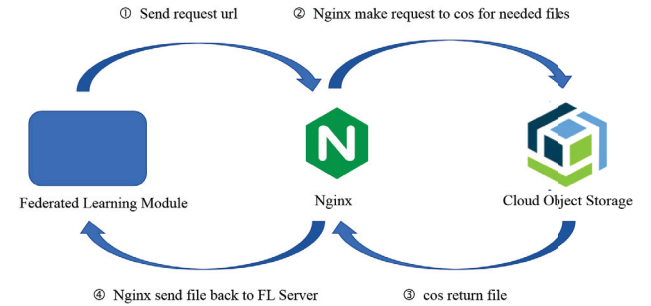 ① Send request url
② Nginx make request to cos for needed files
N
Federated Learning Module
Nginx
Cloud Object Storage
④ Nginx send file back to FL Server
③ cos return file